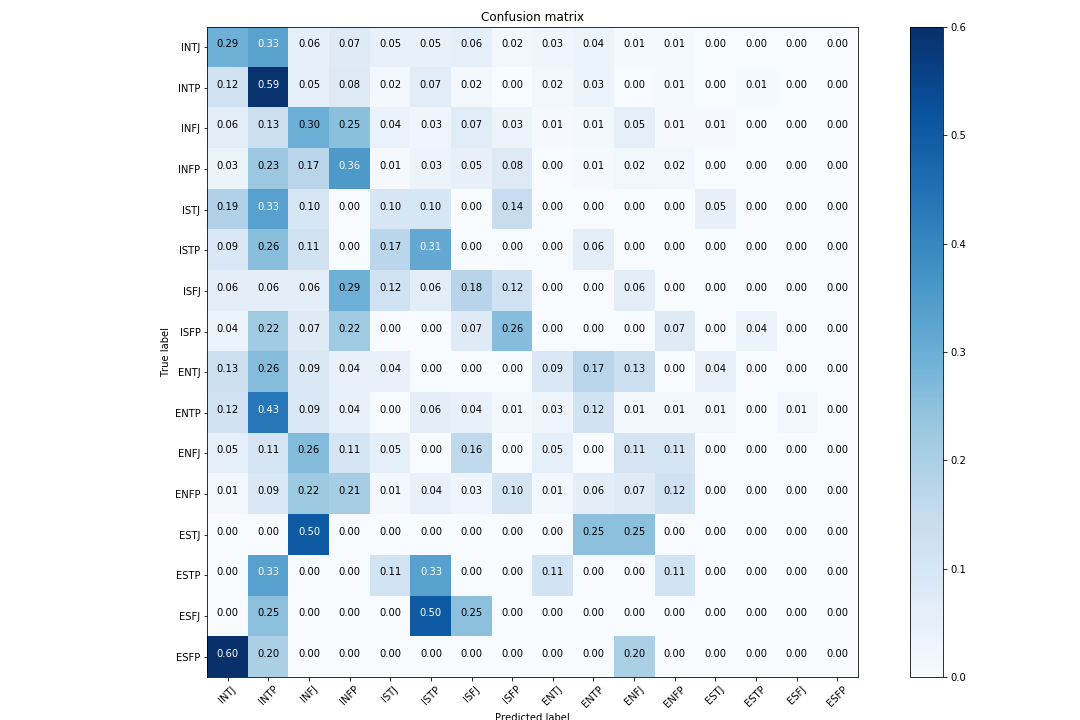 Confusion matrix
True label
INTJ 0.29 0.33 0.06 0.07 0.05 0.05 0.06 0.02 0.03 0.04 0.01 0.01 0.00 0.00 0.00 0.00
INTP 0.12 0.59 0.05 0.08 0.02 0.07 0.02 0.00 0.02 0.03 0.00 0.01 0.00 0.01 0.00 0.00
INFJ 0.06 0.13 0.30 0.25 0.04 0.03 0.07 0.03 0.01 0.01 0.05 0.01 0.01 0.00 0.00 0.00
INFP 0.03 0.23 0.17 0.36 0.01 0.03 0.05 0.08 0.00 0.01 0.02 0.02 0.00 0.00 0.00 0.00
ISTJ 0.19 0.33 0.10 0.00 0.10 0.10 0.00 0.14 0.00 0.00 0.00 0.00 0.05 0.00 0.00 0.00
ISTP 0.09 0.26 0.11 0.00 0.17 0.31 0.00 0.00 0.00 0.06 0.00 0.00 0.00 0.00 0.00 0.00
ISFJ 0.06 0.06 0.06 0.29 0.12 0.06 0.18 0.12 0.00 0.00 0.06 0.00 0.00 0.00 0.00 0.00
ISFP 0.04 0.22 0.07 0.22 0.00 0.00 0.07 0.26 0.00 0.00 0.00 0.07 0.00 0.04 0.00 0.00
ENTJ 0.13 0.26 0.09 0.04 0.04 0.00 0.00 0.00 0.09 0.17 0.13 0.00 0.04 0.00 0.00 0.00
ENTP 0.12 0.43 0.09 0.04 0.00 0.06 0.04 0.01 0.03 0.12 0.01 0.01 0.01 0.00 0.01 0.00
ENFJ 0.05 0.11 0.26 0.11 0.05 0.00 0.16 0.00 0.05 0.00 0.11 0.11 0.00 0.00 0.00 0.00
ENFP 0.01 0.09 0.22 0.21 0.01 0.04 0.03 0.10 0.01 0.06 0.07 0.12 0.00 0.00 0.00 0.00
ESTJ 0.00 0.00 0.50 0.00 0.00 0.00 0.00 0.00 0.00 0.25 0.25 0.00 0.00 0.00 0.00 0.00
ESTP 0.00 0.33 0.00 0.00 0.11 0.33 0.00 0.00 0.11 0.00 0.00 0.11 0.00 0.00 0.00 0.00
ESFJ 0.00 0.25 0.00 0.00 0.00 0.50 0.25 0.00 0.00 0.00 0.00 0.00 0.00 0.00 0.00 0.00
ESFP 0.60 0.20 0.00 0.00 0.00 0.00 0.00 0.00 0.00 0.00 0.20 0.00 0.00 0.00 0.00 0.00
INTJ INTP INFJ INFP ISTJ ISTP ISFJ ISFP ENTJ ENTP ENFJ ENFP ESTJ ESTP ESFJ ESFP
Predicted label
0.6
0.5
0.4
0.3
0.2
0.1
0.0